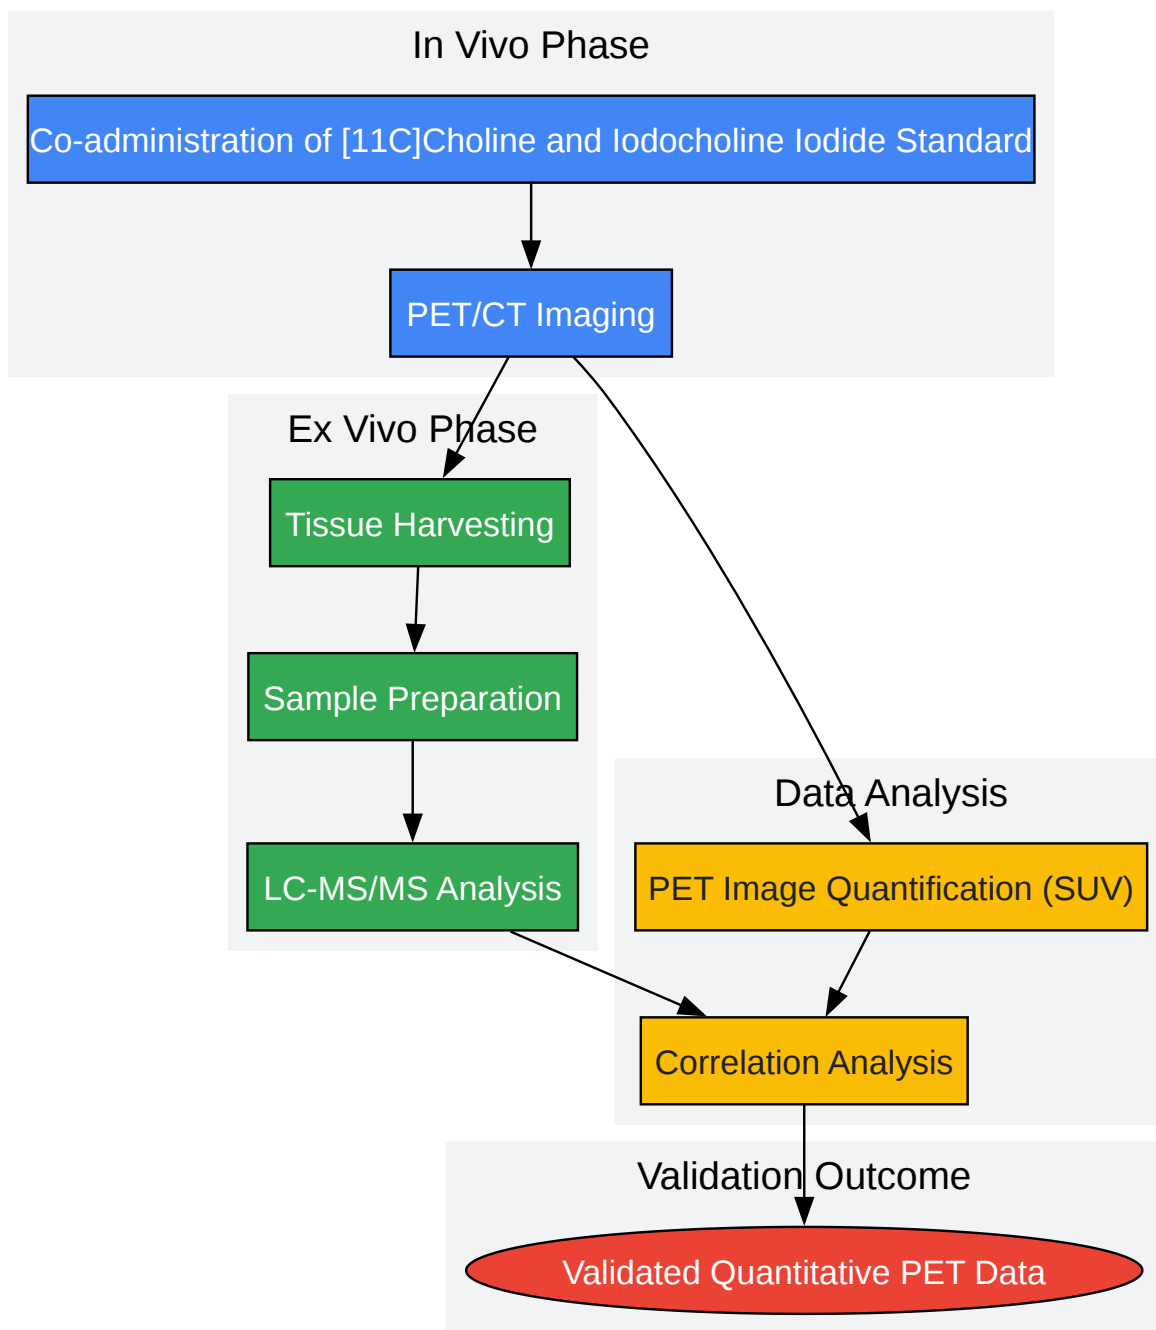 In Vivo Phase
Co-administration of [11C]Choline and Iodocholine Iodide Standard
PET/CT Imaging
Ex Vivo Phase
Tissue Harvesting
Sample Preparation
LC-MS/MS Analysis
Data Analysis
PET Image Quantification (SUV)
Correlation Analysis
Validation Outcome
Validated Quantitative PET Data